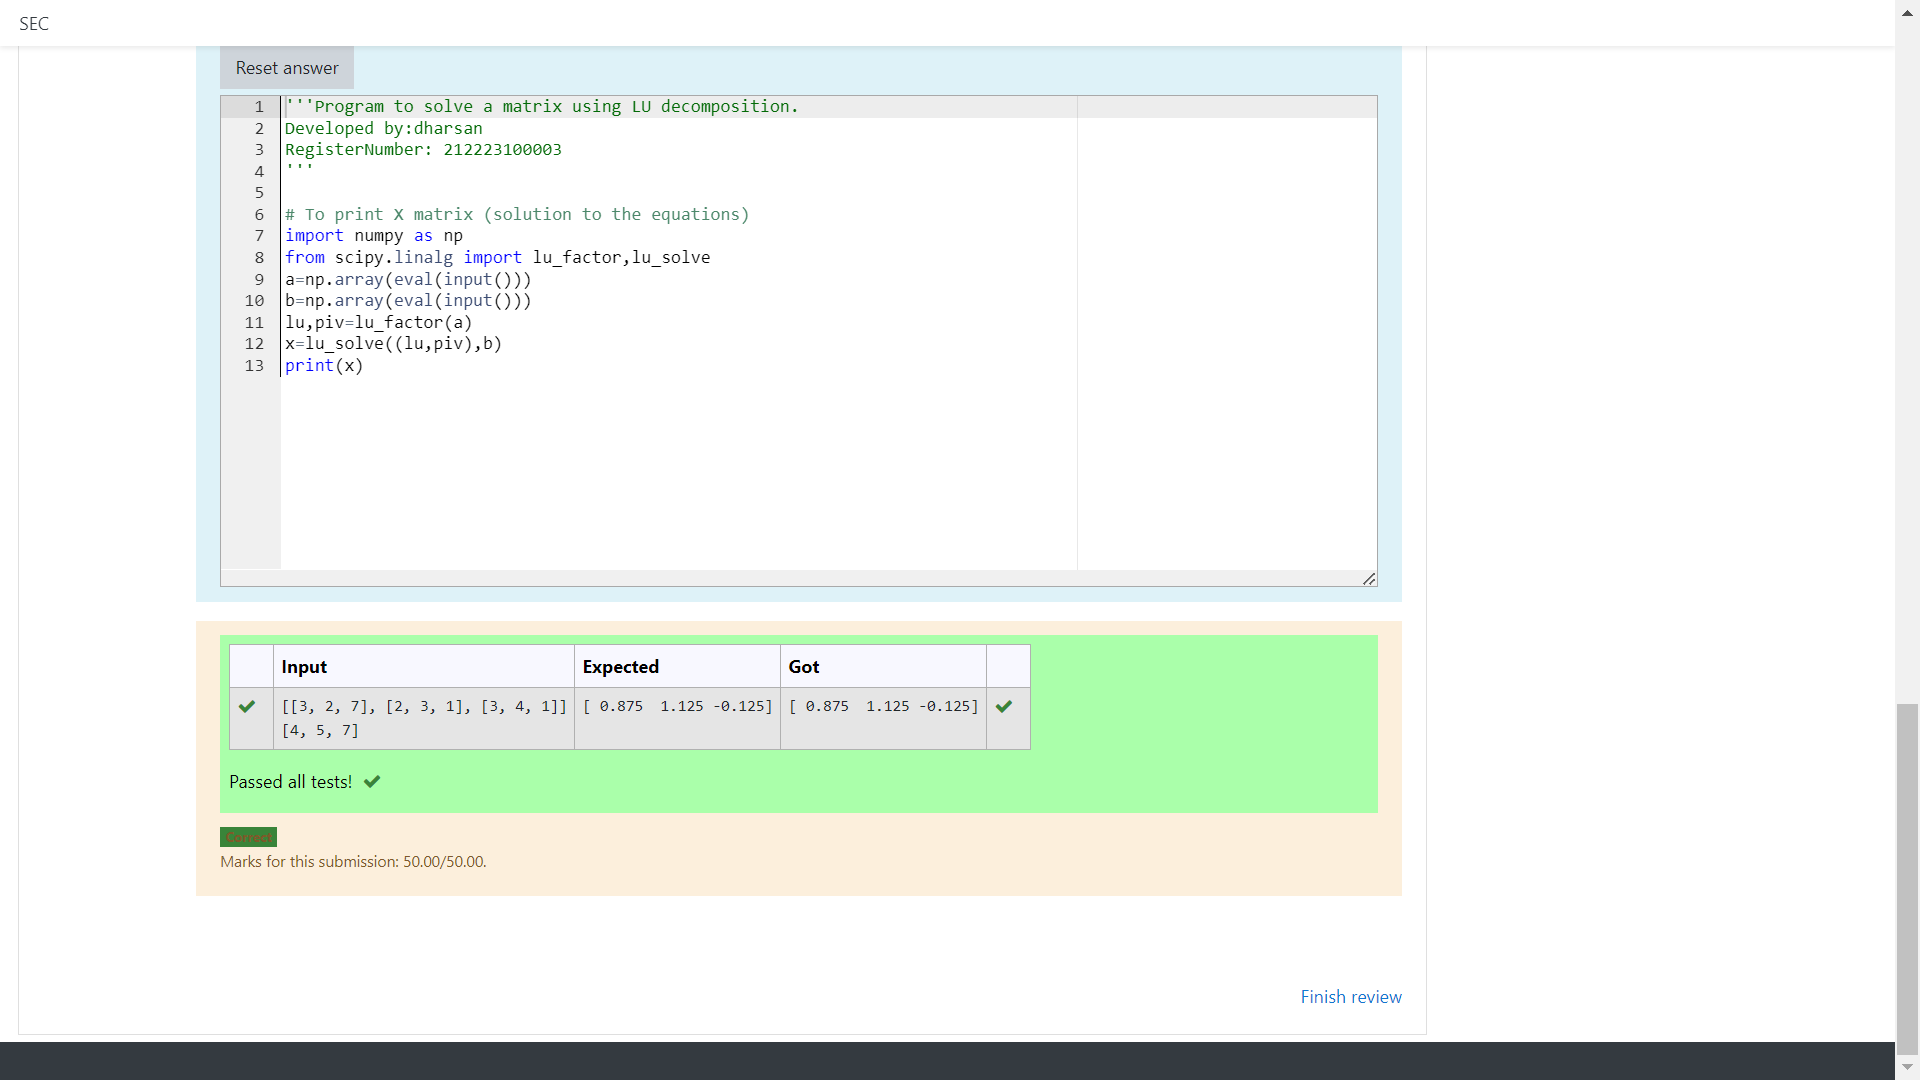 SEC
Reset answer
1 '''Program to solve a matrix using LU decomposition.
2 Developed by:dharsan
3 RegisterNumber: 212223100003
4 '''
5
6 # To print X matrix (solution to the equations)
7 import numpy as np
8 from scipy.linalg import lu_factor,lu_solve
9 a=np.array(eval(input()))
10 b=np.array(eval(input()))
11 lu,piv=lu_factor(a)
12 x=lu_solve((lu,piv),b)
13 print(x)
Input Expected Got
[[3, 2, 7], [2, 3, 1], [3, 4, 1]] [ 0.875  1.125 -0.125] [ 0.875  1.125 -0.125]
[4, 5, 7]
Passed all tests!
Correct
Marks for this submission: 50.00/50.00.
Finish review